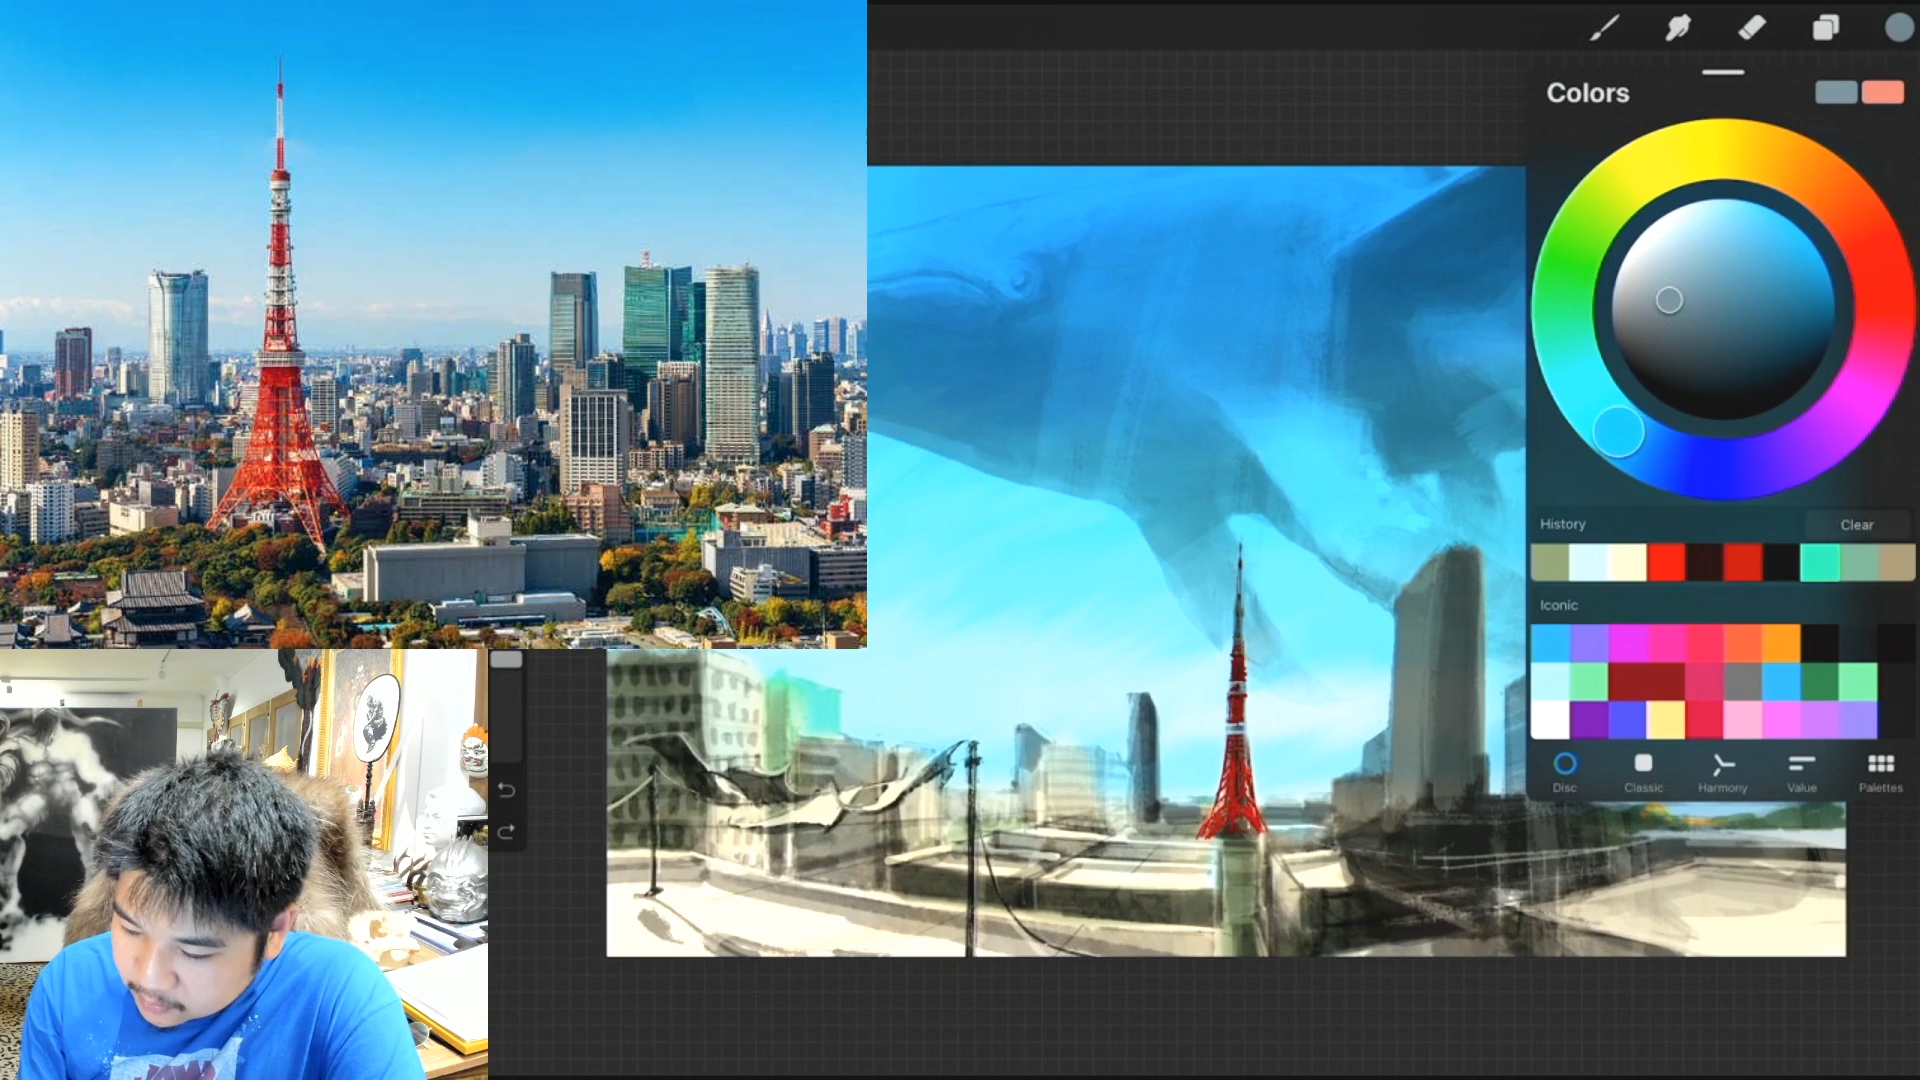 Colors
History
Clear
Iconic
Disc
Classic
Harmony
Value
Palettes